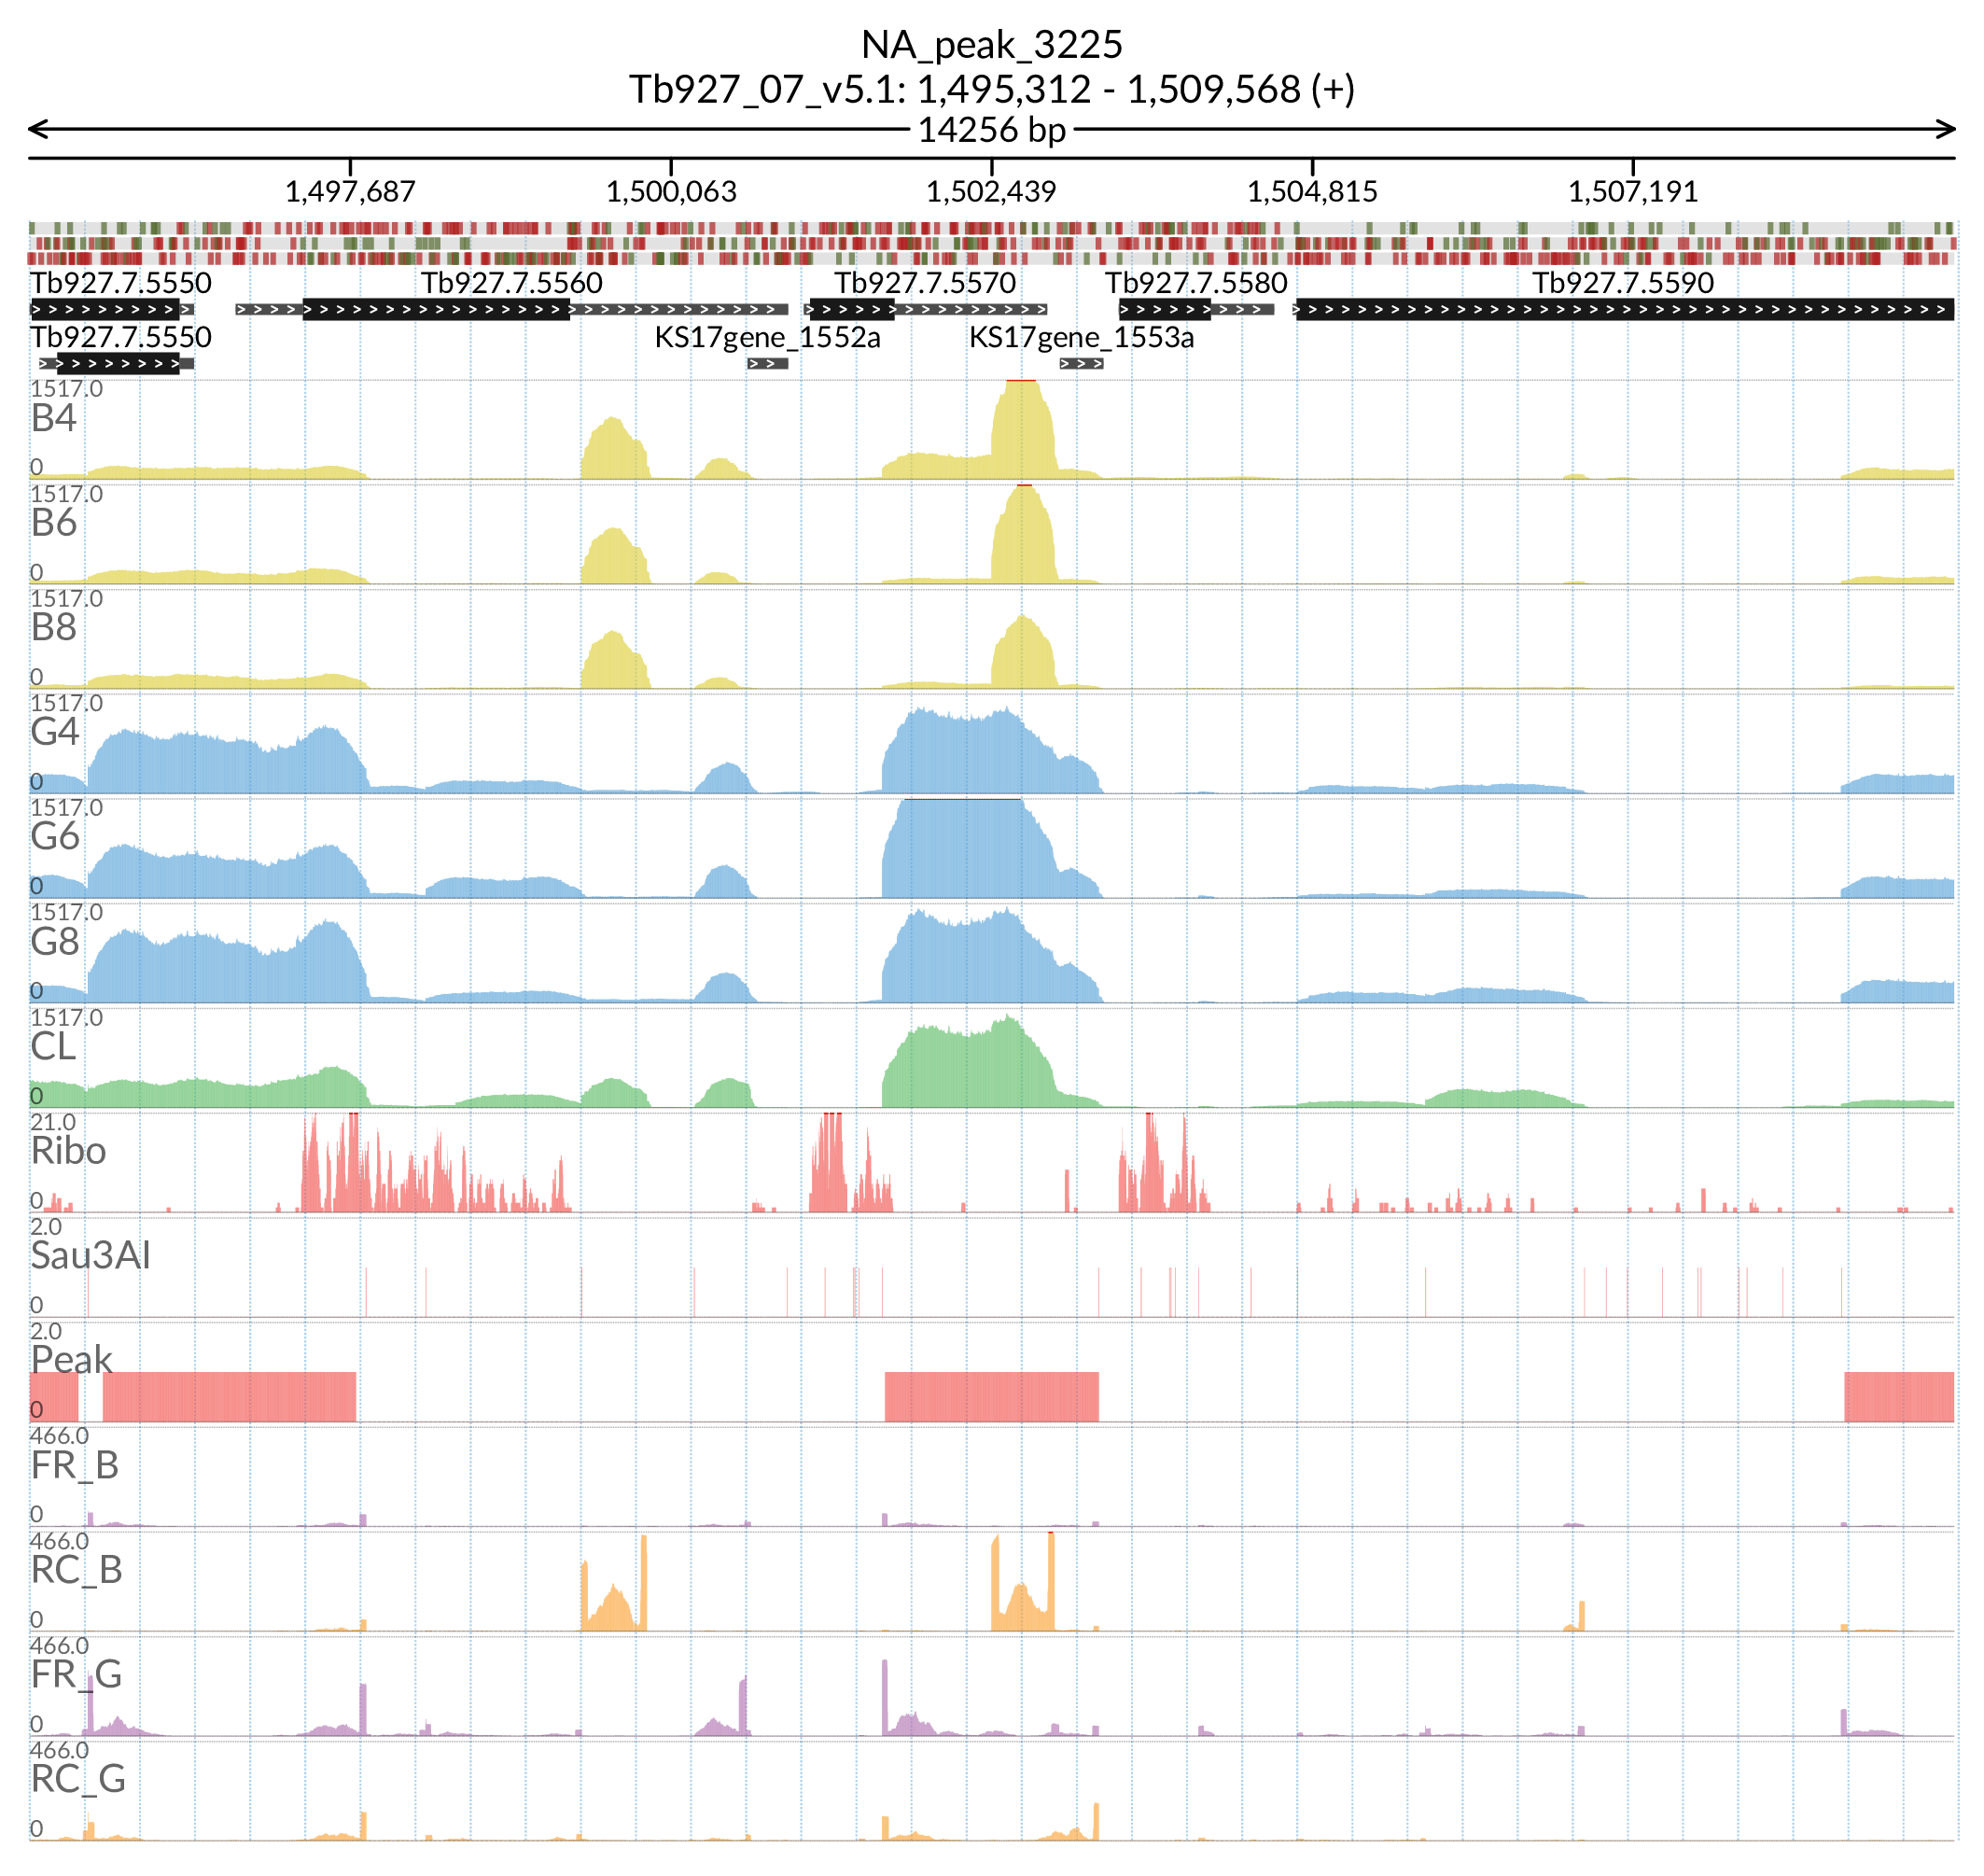 NA_peak_3225
Tb927_07_v5.1: 1,495,312 - 1,509,568 (+)
14256 bp
1,497,687 1,500,063 1,502,439 1,504,815 1,507,191
Tb927.7.5550 Tb927.7.5560 Tb927.7.5570 Tb927.7.5580 Tb927.7.5590
Tb927.7.5550 KS17gene_1552a KS17gene_1553a
1517.0
B4
0
1517.0
B6
0
1517.0
B8
0
1517.0
G4
0
1517.0
G6
0
1517.0
G8
0
1517.0
CL
0
21.0
Ribo
0
2.0
Sau3AI
0
2.0
Peak
0
466.0
FR_B
0
466.0
RC_B
0
466.0
FR_G
0
466.0
RC_G
0